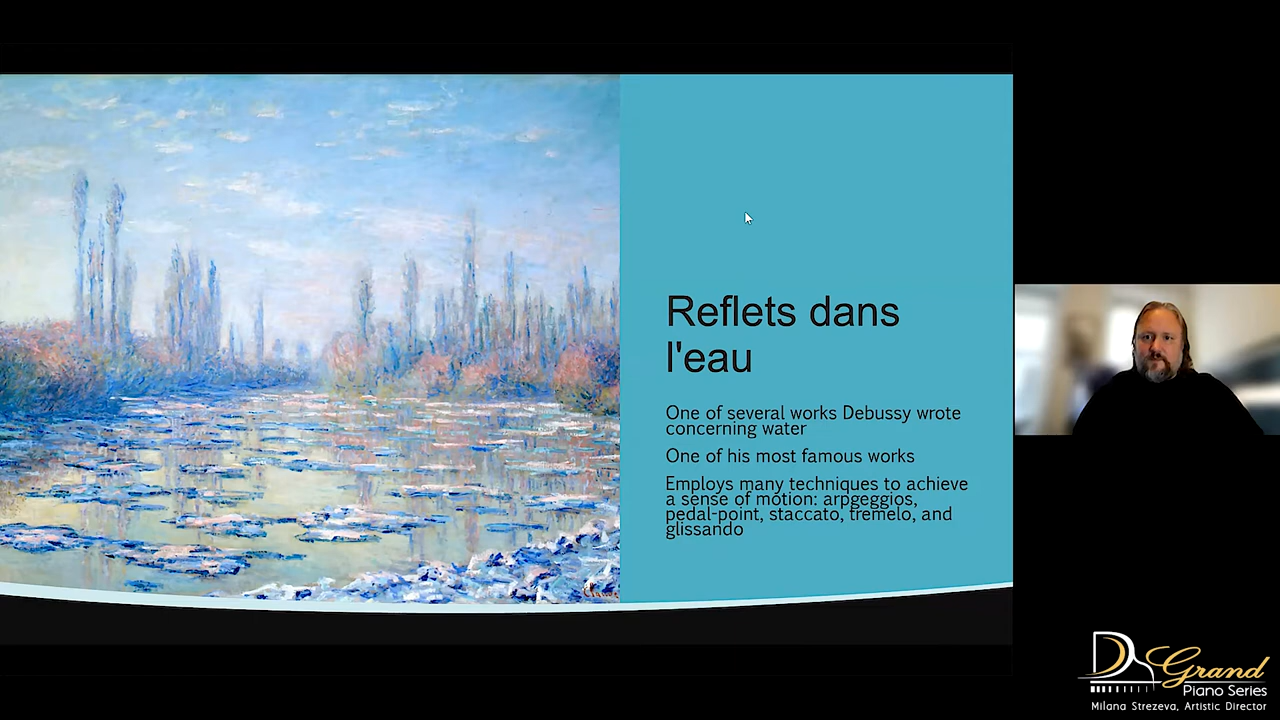 Reflets dans
l'eau
One of several works Debussy wrote
concerning water
One of his most famous works
Employs many techniques to achieve
a sense of motion: arpgeggios,
pedal-point, staccato, tremelo, and
glissando
DS Grand
Piano Series
Milana Strezeva, Artistic Director